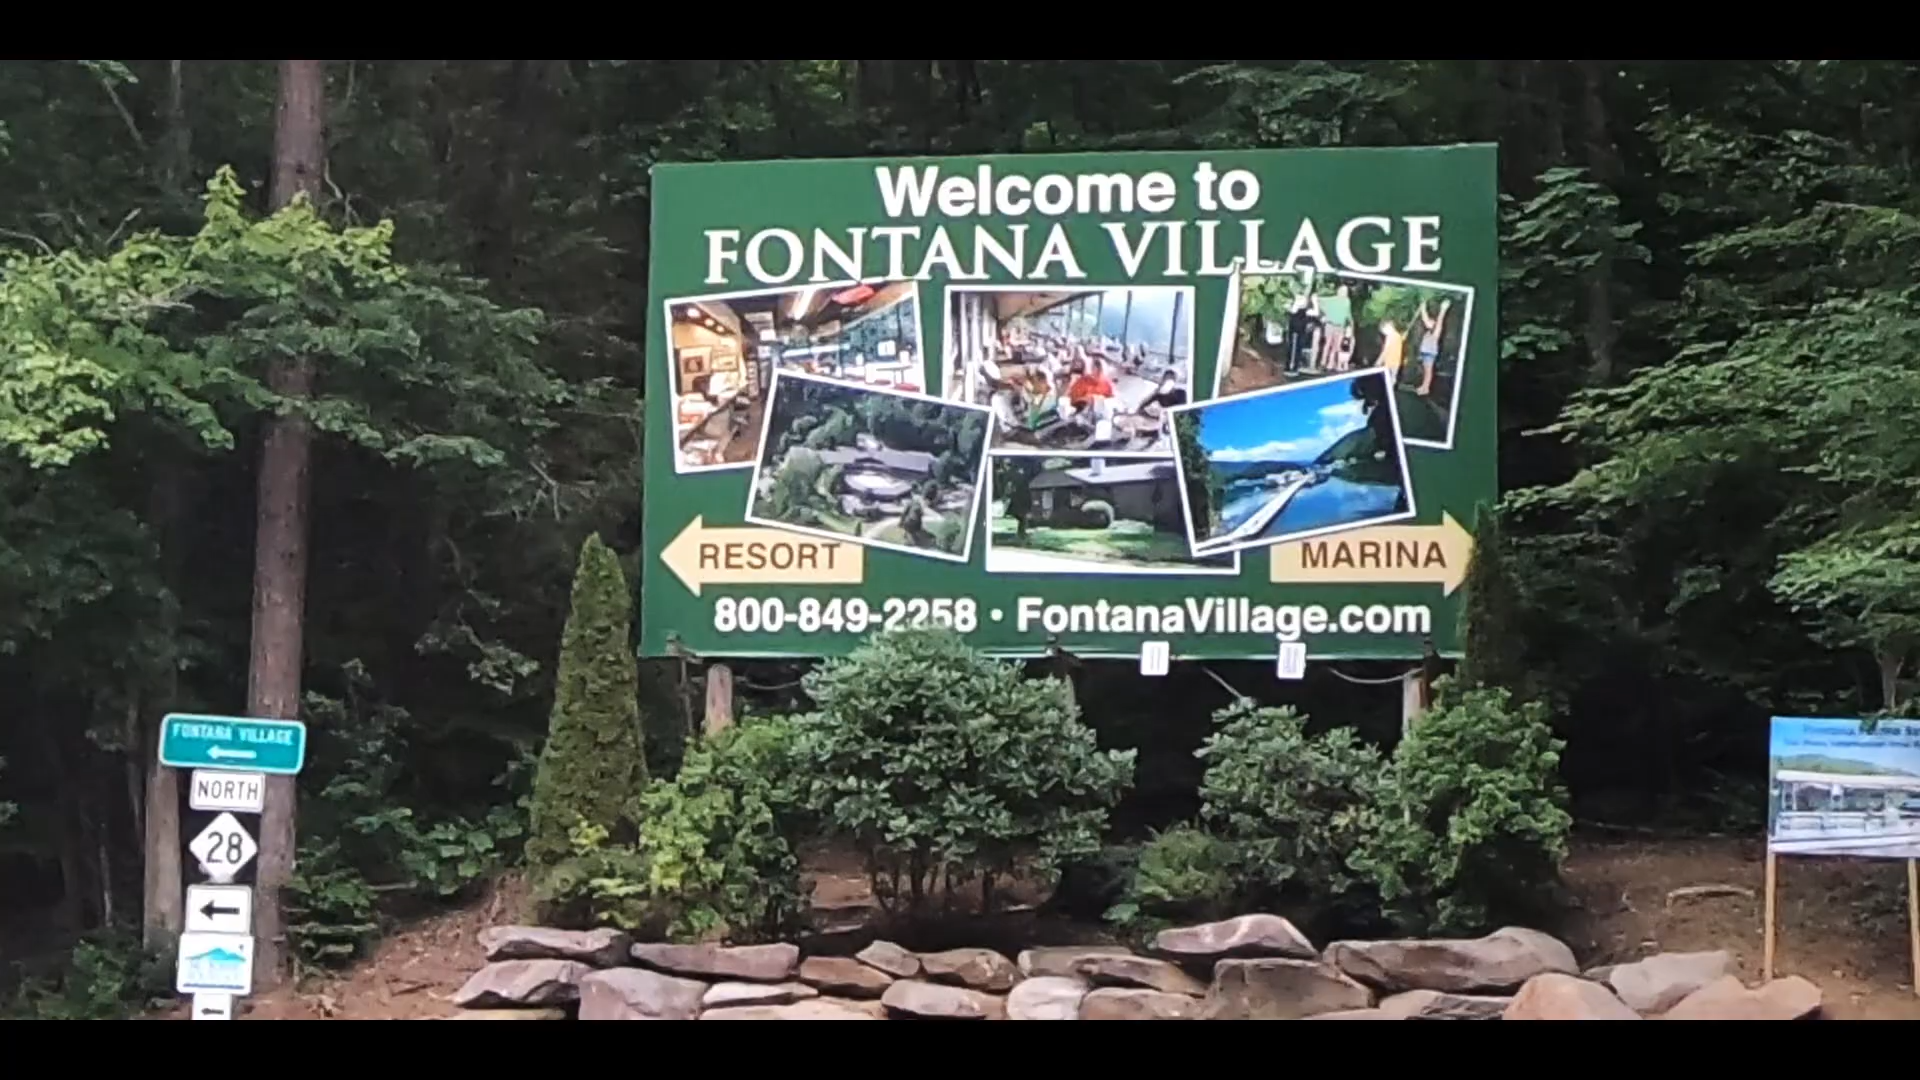 Welcome to
FONTANA VILLAGE
RESORT
MARINA
800-849-2258 • FontanaVillage.com
FONTANA VILLAGE
NORTH
28